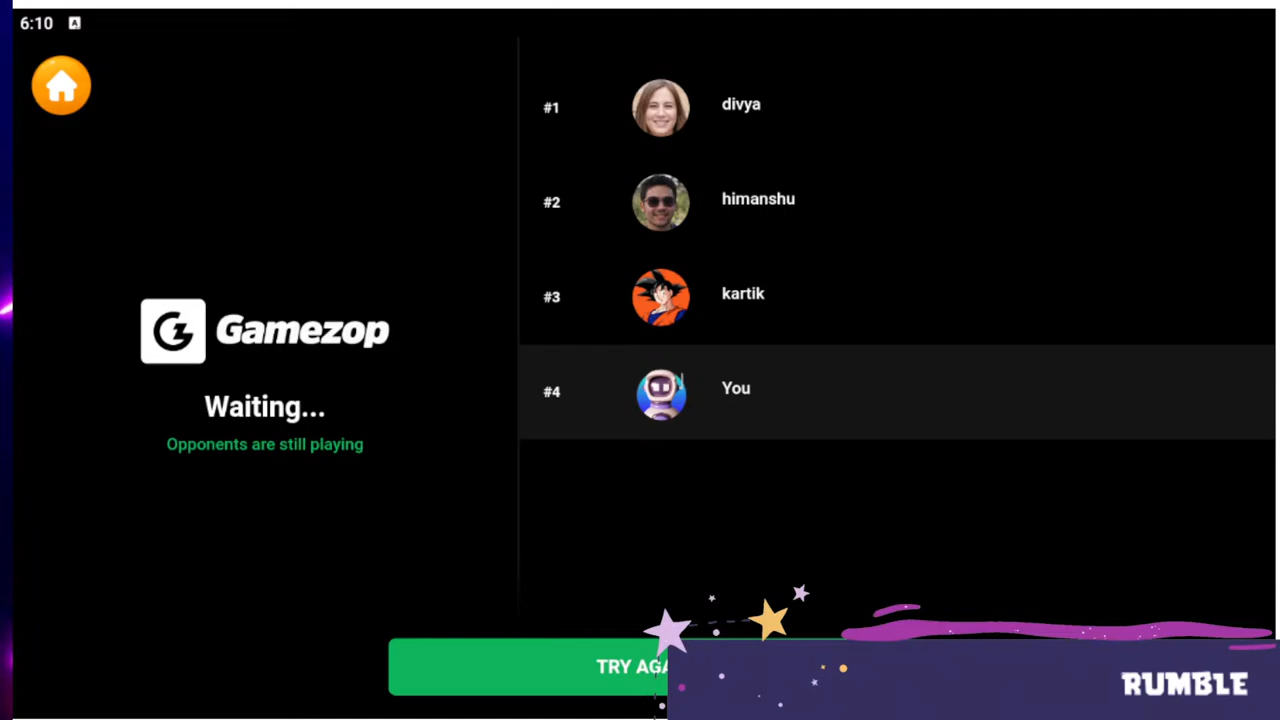 6:10 A
#1 divya
#2 himanshu
#3 kartik
#4 You
Gamezop
Waiting...
Opponents are still playing
TRY AGA
RUMBLE